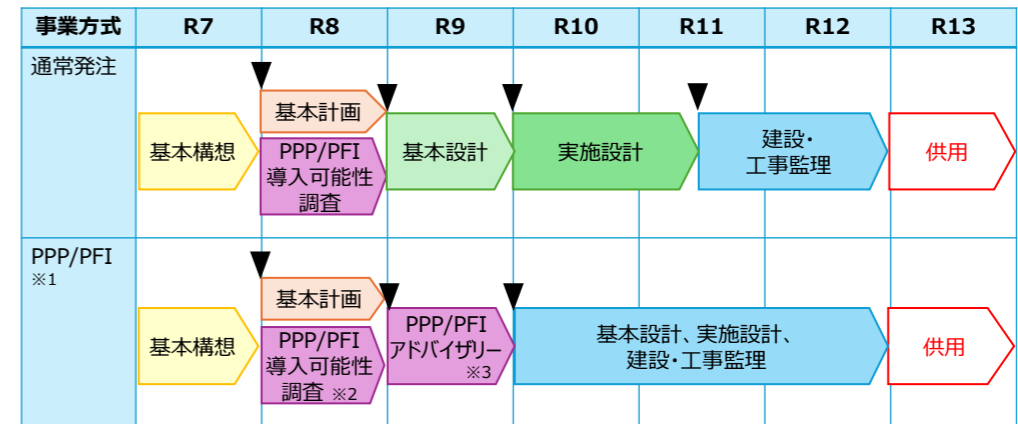 事業方式 R7 R8 R9 R10 R11 R12 R13
通常発注
基本構想
基本計画
PPP/PFI
導入可能性
調査
基本設計
実施設計
建設・
工事監理
供用
PPP/PFI
※1
基本構想
基本計画
PPP/PFI
導入可能性
調査 ※2
PPP/PFI
アドバイザリー
※3
基本設計、実施設計、
建設・工事監理
供用